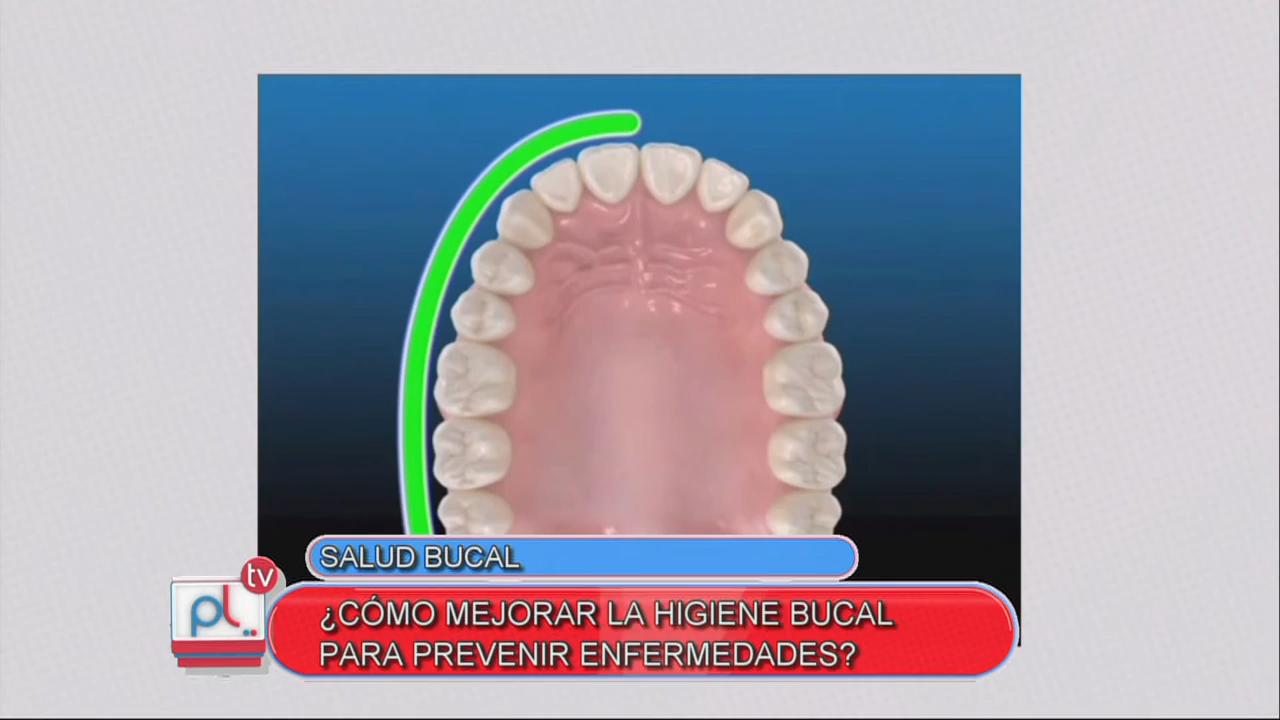 SALUD BUCAL
tv
pl
¿CÓMO MEJORAR LA HIGIENE BUCAL
PARA PREVENIR ENFERMEDADES?